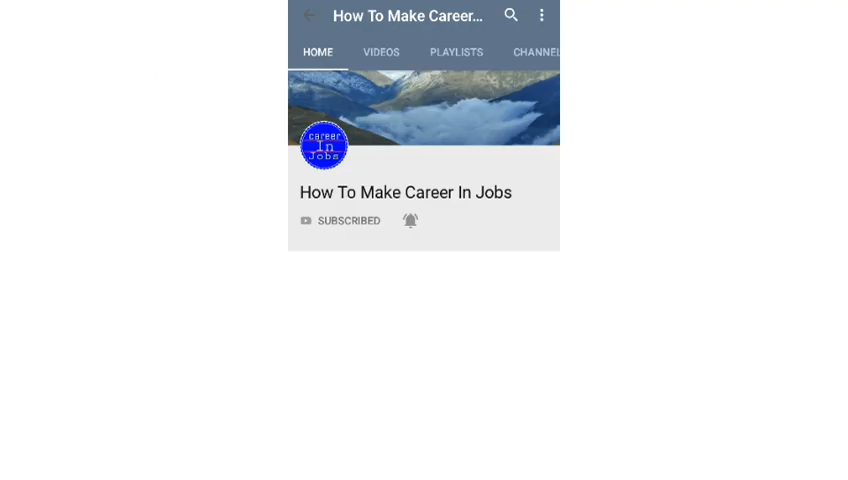 How To Make Career...
HOME VIDEOS PLAYLISTS CHANNEL
career
In
Jobs
How To Make Career In Jobs
SUBSCRIBED